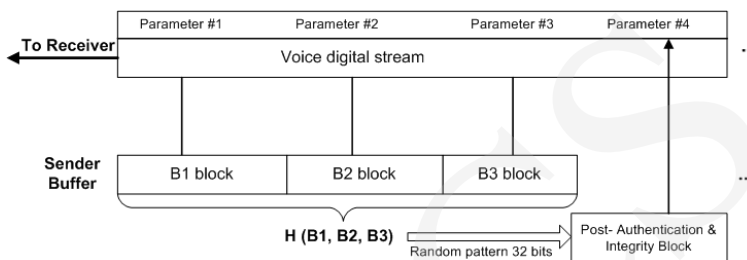 Parameter #1 Parameter #2 Parameter #3 Parameter #4
To Receiver
Voice digital stream
Sender Buffer
B1 block B2 block B3 block
H (B1, B2, B3)
Random pattern 32 bits
Post- Authentication &
Integrity Block